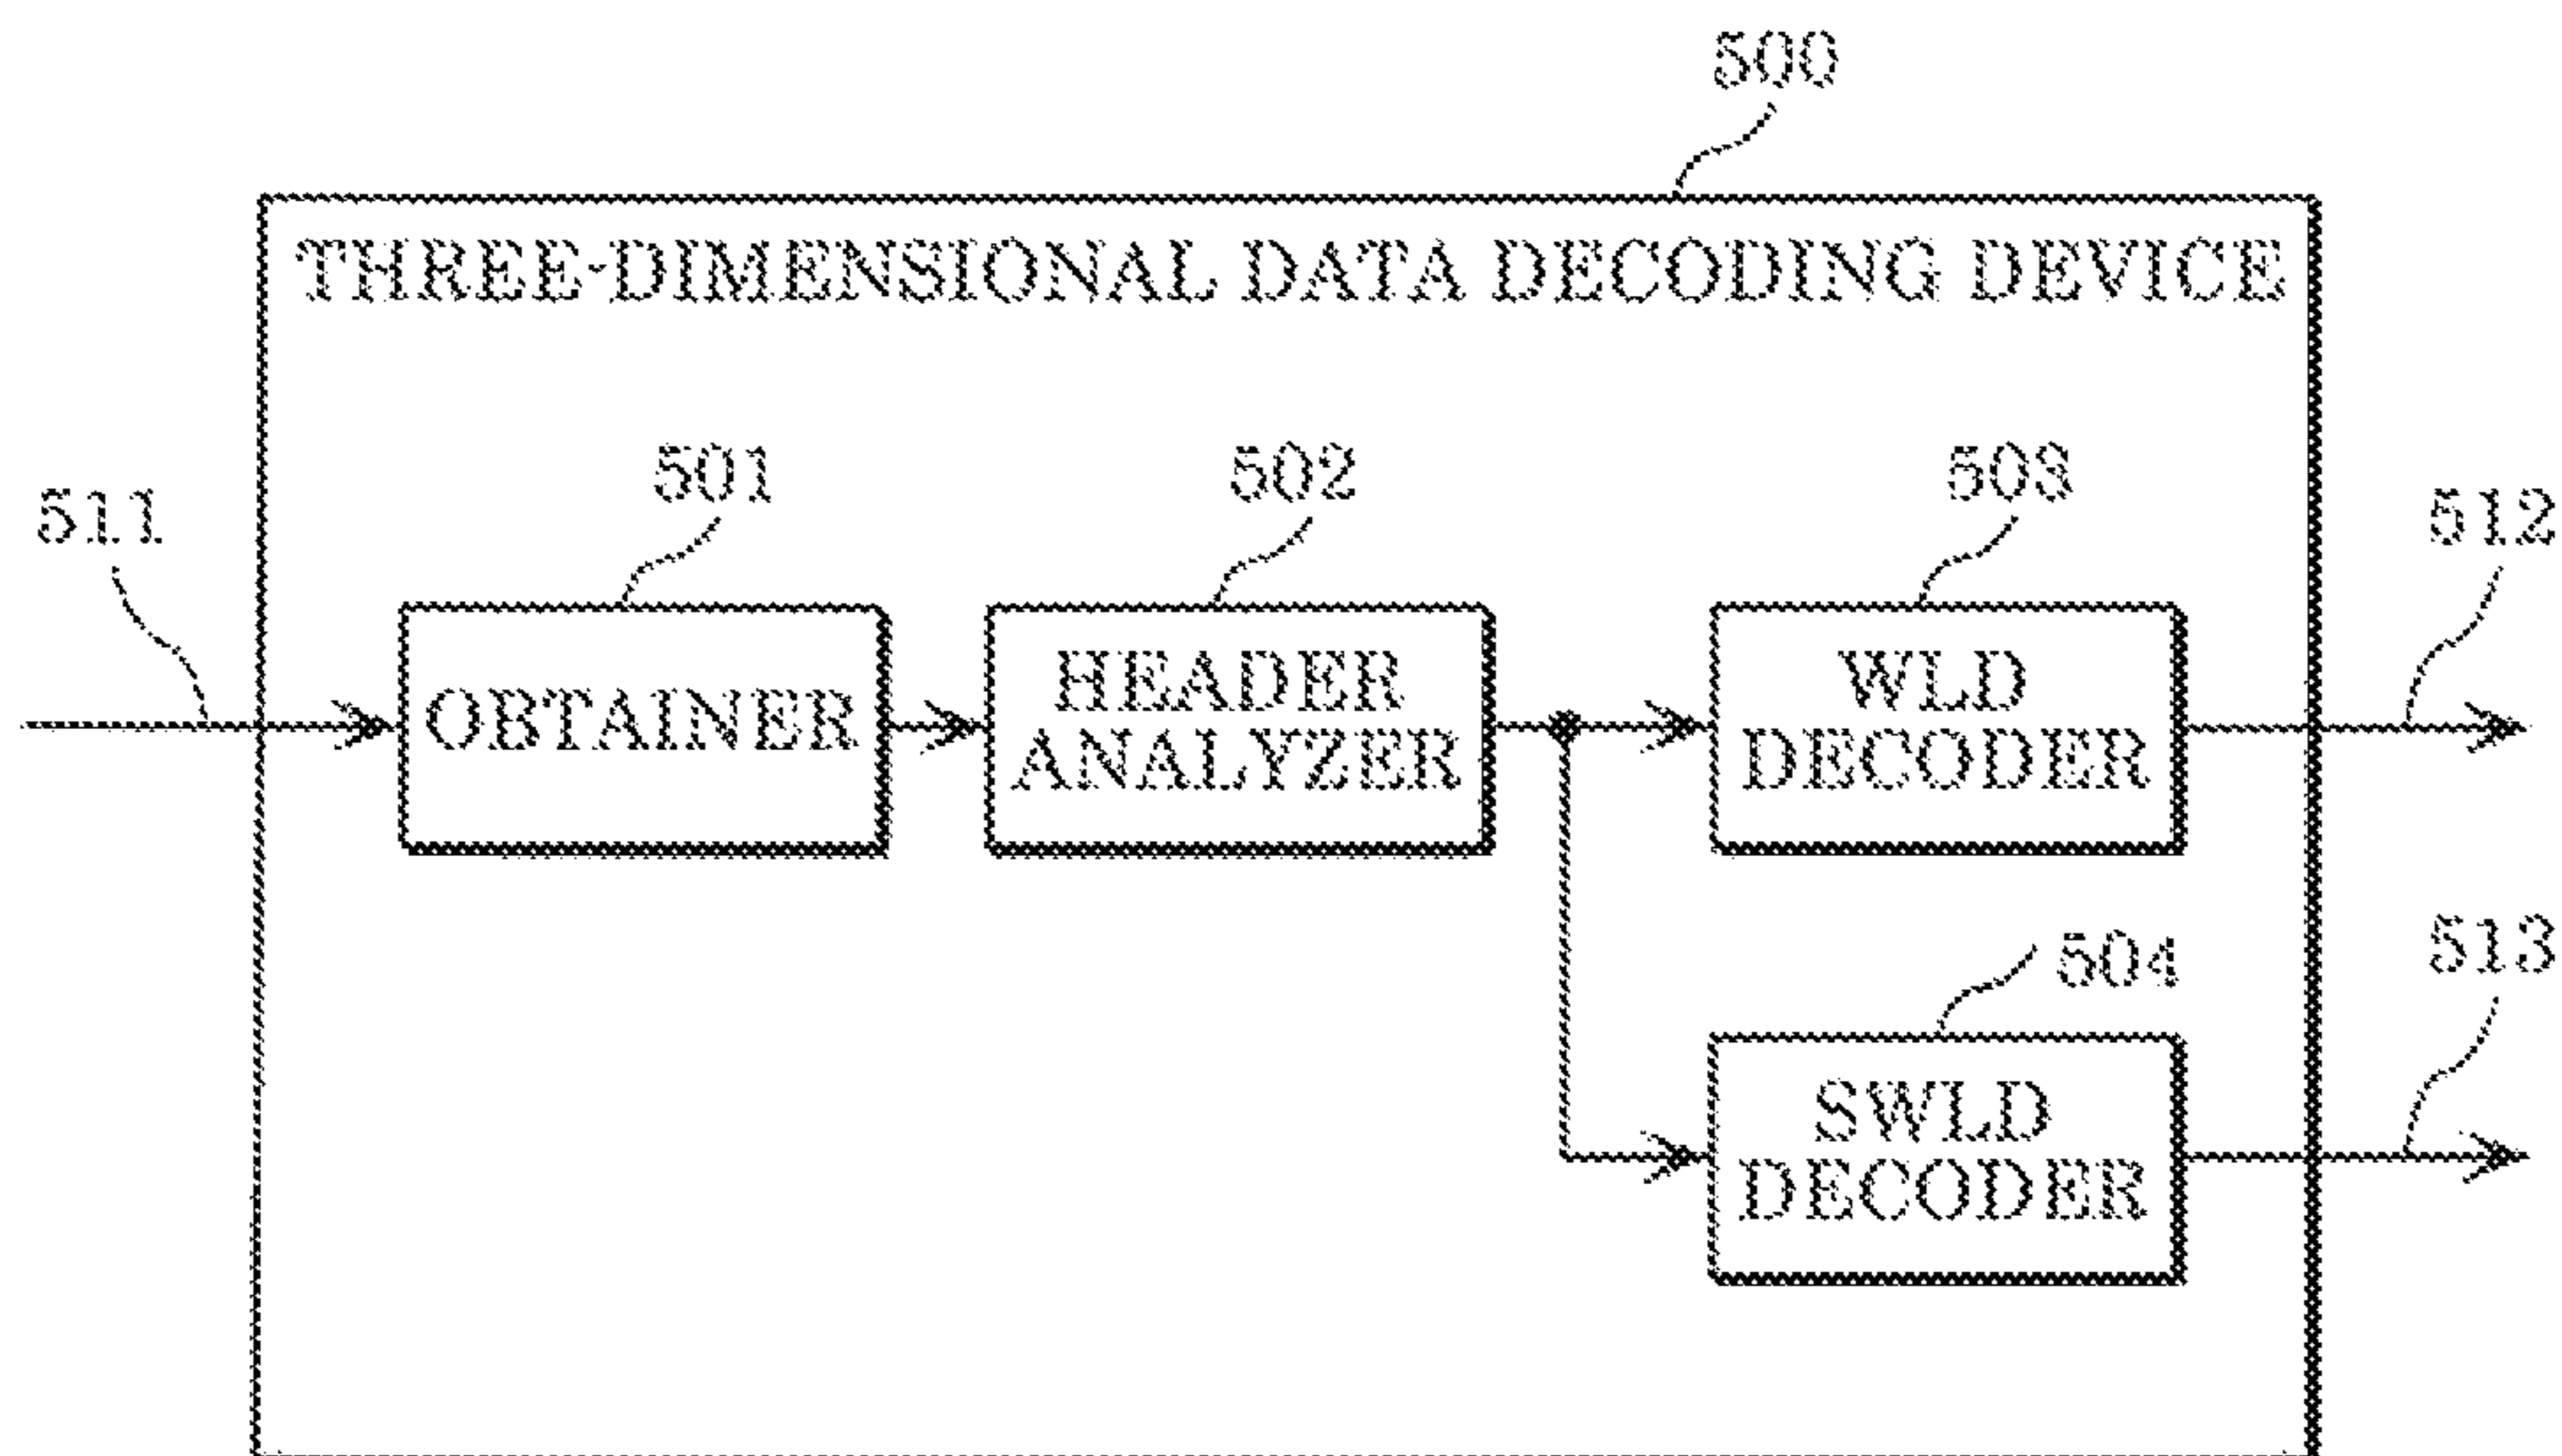 500
THREE-DIMENSIONAL DATA DECODING DEVICE
511
501
502
503
512
OBTAINER
HEADER
ANALYZER
WLD
DECODER
504
513
SWLD
DECODER